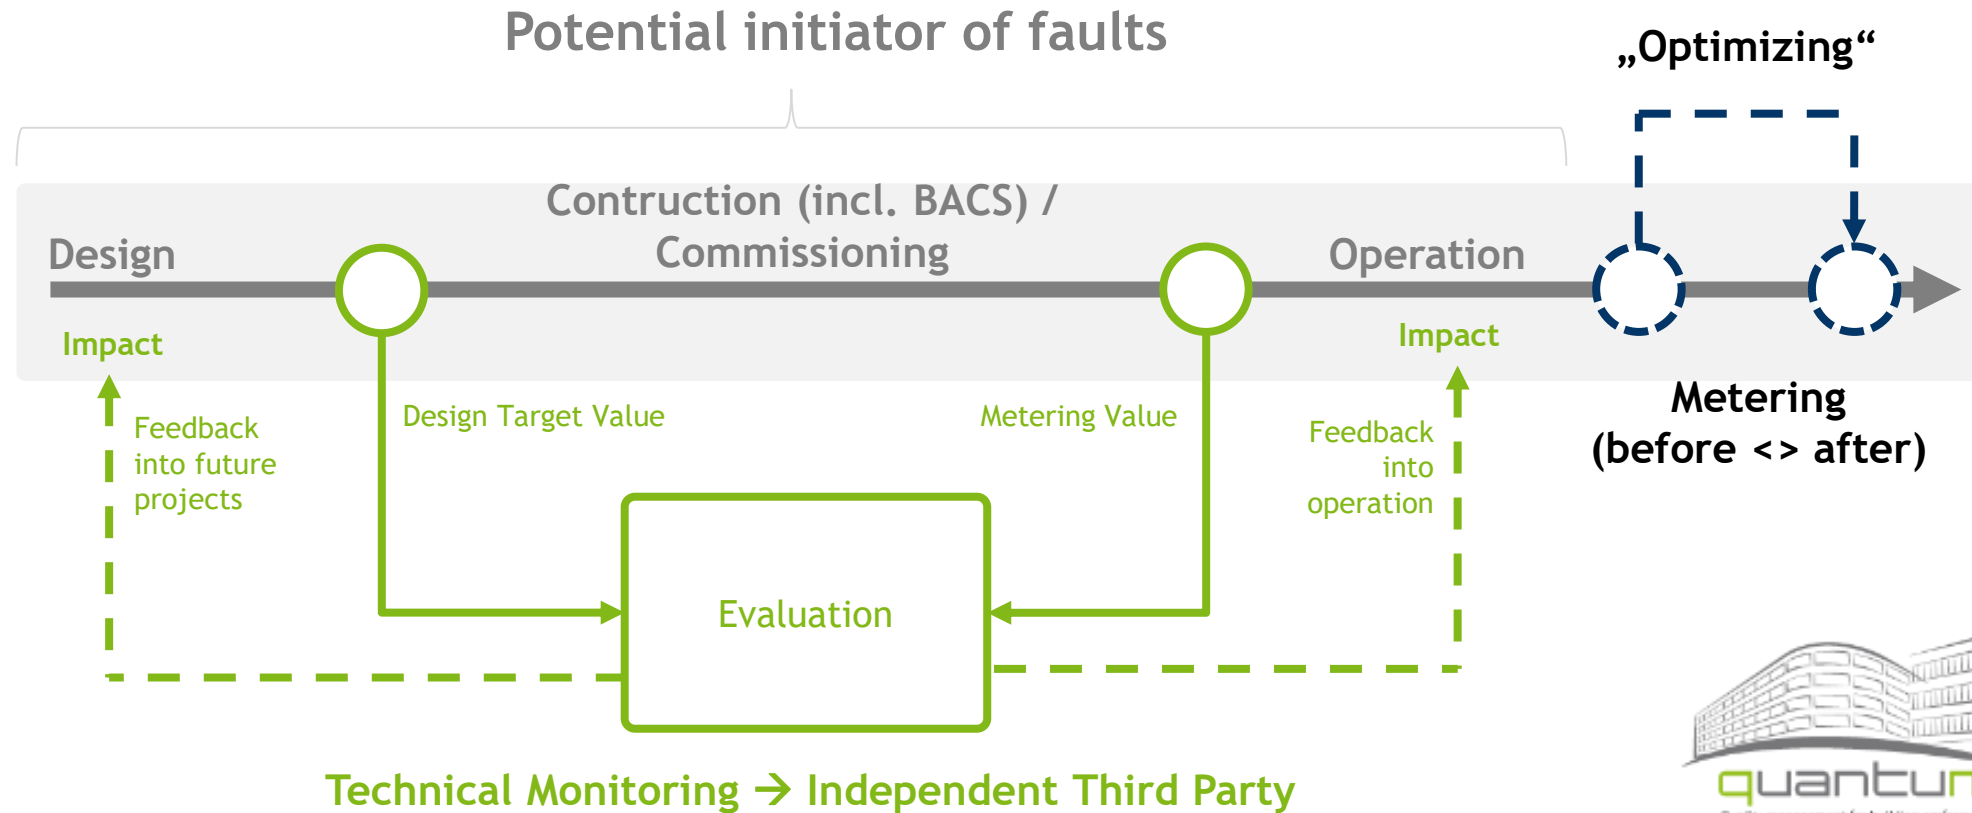 Potential initiator of faults
„Optimizing“
Contruction (incl. BACS) /
Commissioning
Design
Operation
Impact
Impact
Feedback
into future
projects
Design Target Value
Metering Value
Feedback
into
operation
Metering
(before <> after)
Evaluation
Technical Monitoring → Independent Third Party